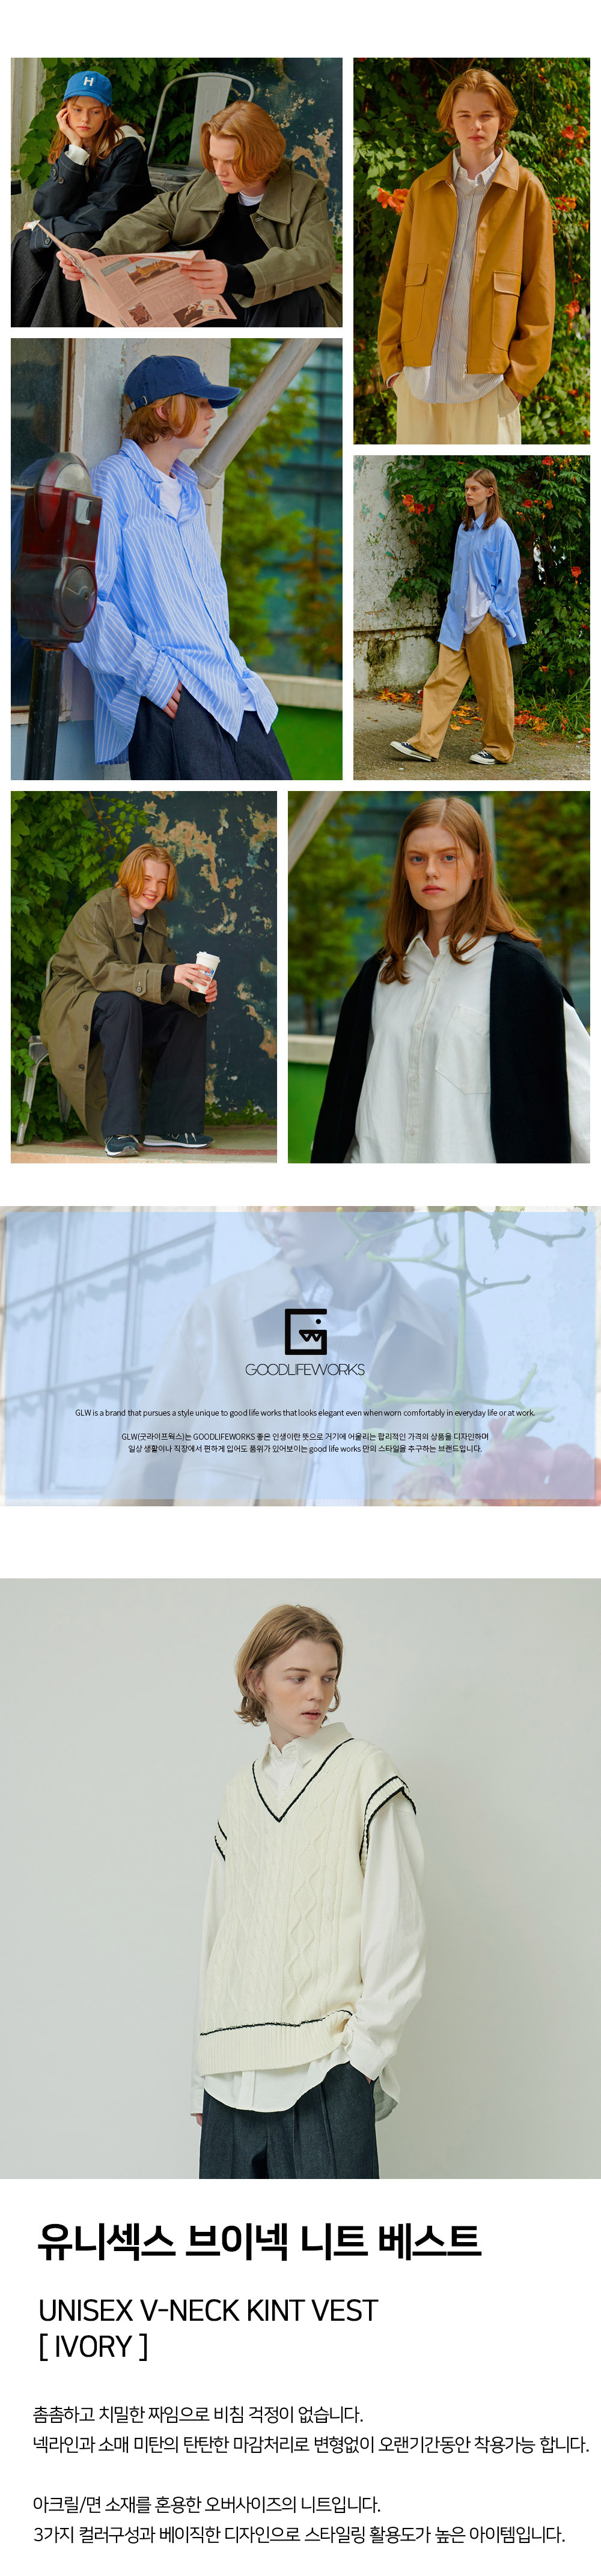 H
GW
GOODLIFEWORKS
GLW is a brand that pursues a style unique to good life works that looks elegant even when worn comfortably in everyday life or at work.
GLW(굿라이프웍스)는 GOODLIFEWORKS 좋은 인생이란 뜻으로 거기에 어울리는 합리적인 가격의 상품을 디자인하며
일상 생활이나 직장에서 편하게 입어도 품위가 있어보이는 good life works 만의 스타일을 추구하는 브랜드입니다.
유니섹스 브이넥 니트 베스트
UNISEX V-NECK KINT VEST
[ IVORY ]
촘촘하고 치밀한 짜임으로 비침 걱정이 없습니다.
넥라인과 소매 미탄의 탄탄한 마감처리로 변형없이 오랜기간동안 착용가능 합니다.
아크릴/면 소재를 혼용한 오버사이즈의 니트입니다.
3가지 컬러구성과 베이직한 디자인으로 스타일링 활용도가 높은 아이템입니다.